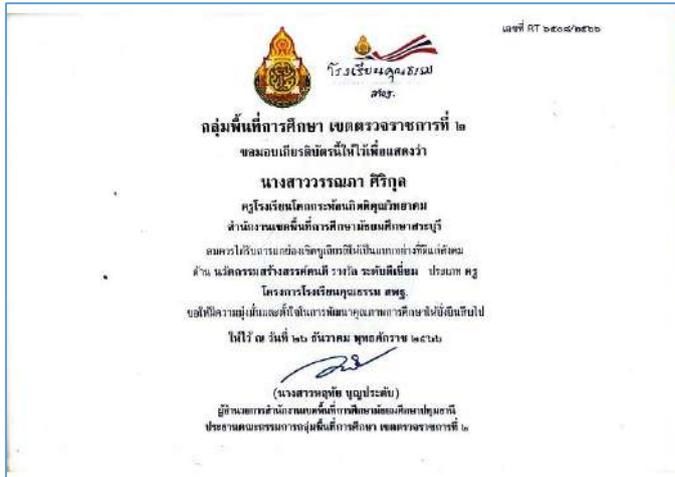 เลขที่ RT ๖๕๐๘/๒๕๖๖
โรงเรียนคุณธรรม
สพฐ.
กลุ่มพื้นที่การศึกษา เขตตรวจราชการที่ ๒
ขอมอบเกียรติบัตรนี้ให้ไว้เพื่อแสดงว่า
นางสาววรรณภา ศิริกุล
ครูโรงเรียนโคกกระท้อนกิตติคุณวิทยาคม
สำนักงานเขตพื้นที่การศึกษามัธยมศึกษาสระบุรี
สมควรได้รับการยกย่องเชิดชูเกียรติให้เป็นแบบอย่างที่ดีแก่สังคม
ด้าน นวัตกรรมสร้างสรรค์คนดี รางวัล ระดับดีเยี่ยม ประเภท ครู
โครงการโรงเรียนคุณธรรม สพฐ.
ขอให้มีความมุ่งมั่นและตั้งใจในการพัฒนาคุณภาพการศึกษาให้ยั่งยืนสืบไป
ให้ไว้ ณ วันที่ ๒๖ ธันวาคม พุทธศักราช ๒๕๖๖
(นางสาวหฤทัย บุญประดับ)
ผู้อำนวยการสำนักงานเขตพื้นที่การศึกษามัธยมศึกษาปทุมธานี
ประธานคณะกรรมการกลุ่มพื้นที่การศึกษา เขตตรวจราชการที่ ๒